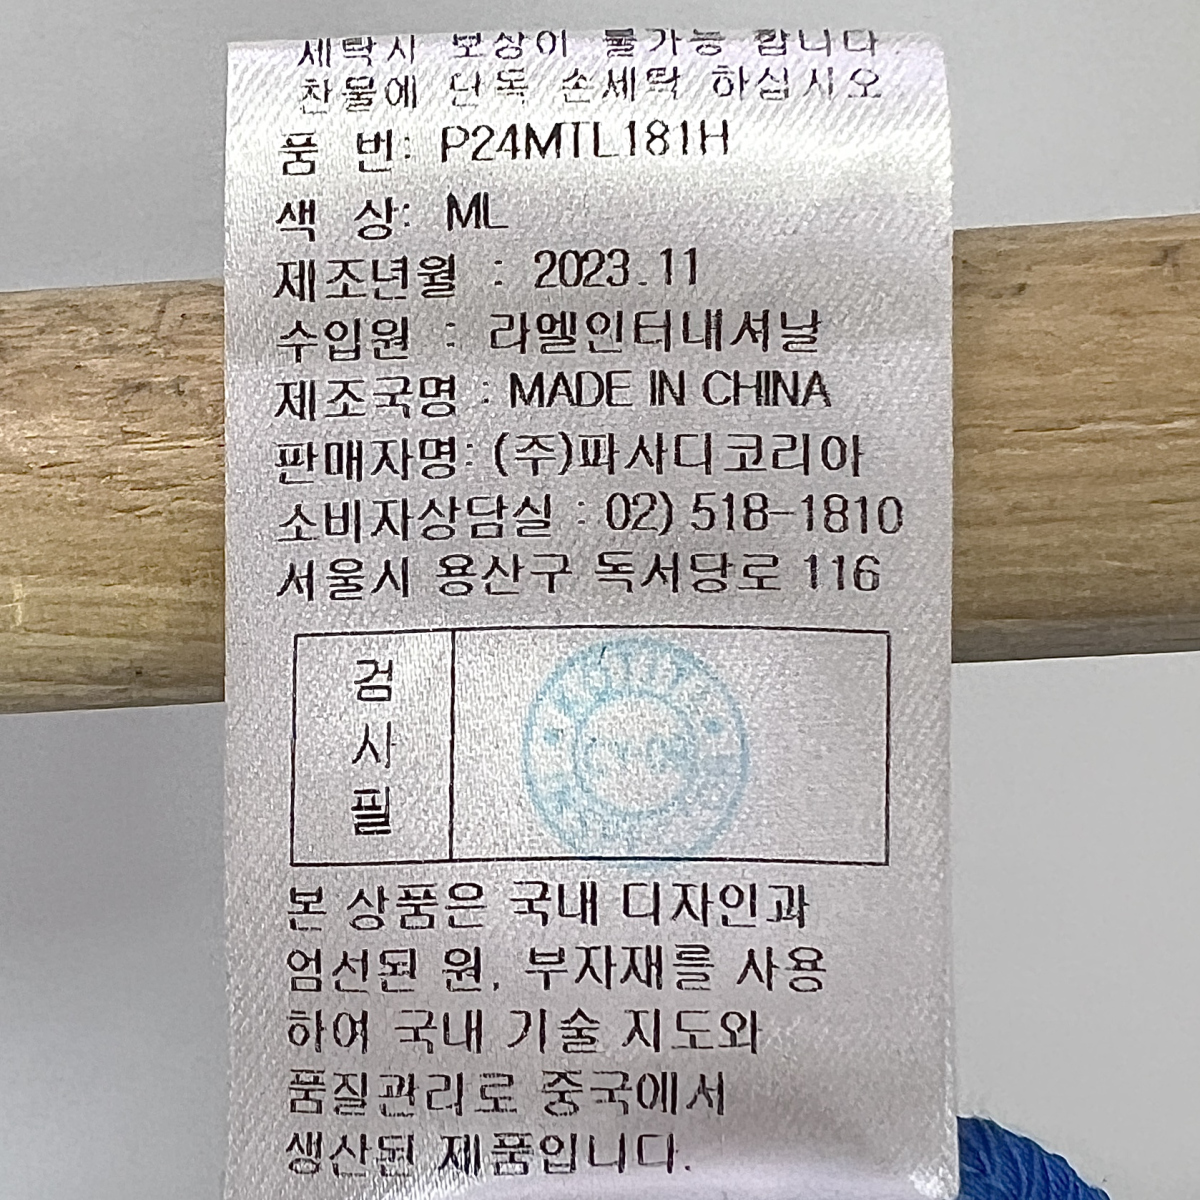 세탁시 보상이 불가능 합니다.
찬물에 단독 손세탁 하십시오
품 번: P24MTL181H
색 상: ML
제조년월 : 2023.11
수입원 : 라엘인터내셔날
제조국명 : MADE IN CHINA
판매자명: (주)파사디코리아
소비자상담실 : 02) 518-1810
서울시 용산구 독서당로 116
검
사
필
본 상품은 국내 디자인과
엄선된 원, 부자재를 사용
하여 국내 기술 지도와
품질관리로 중국에서
생산된 제품입니다.